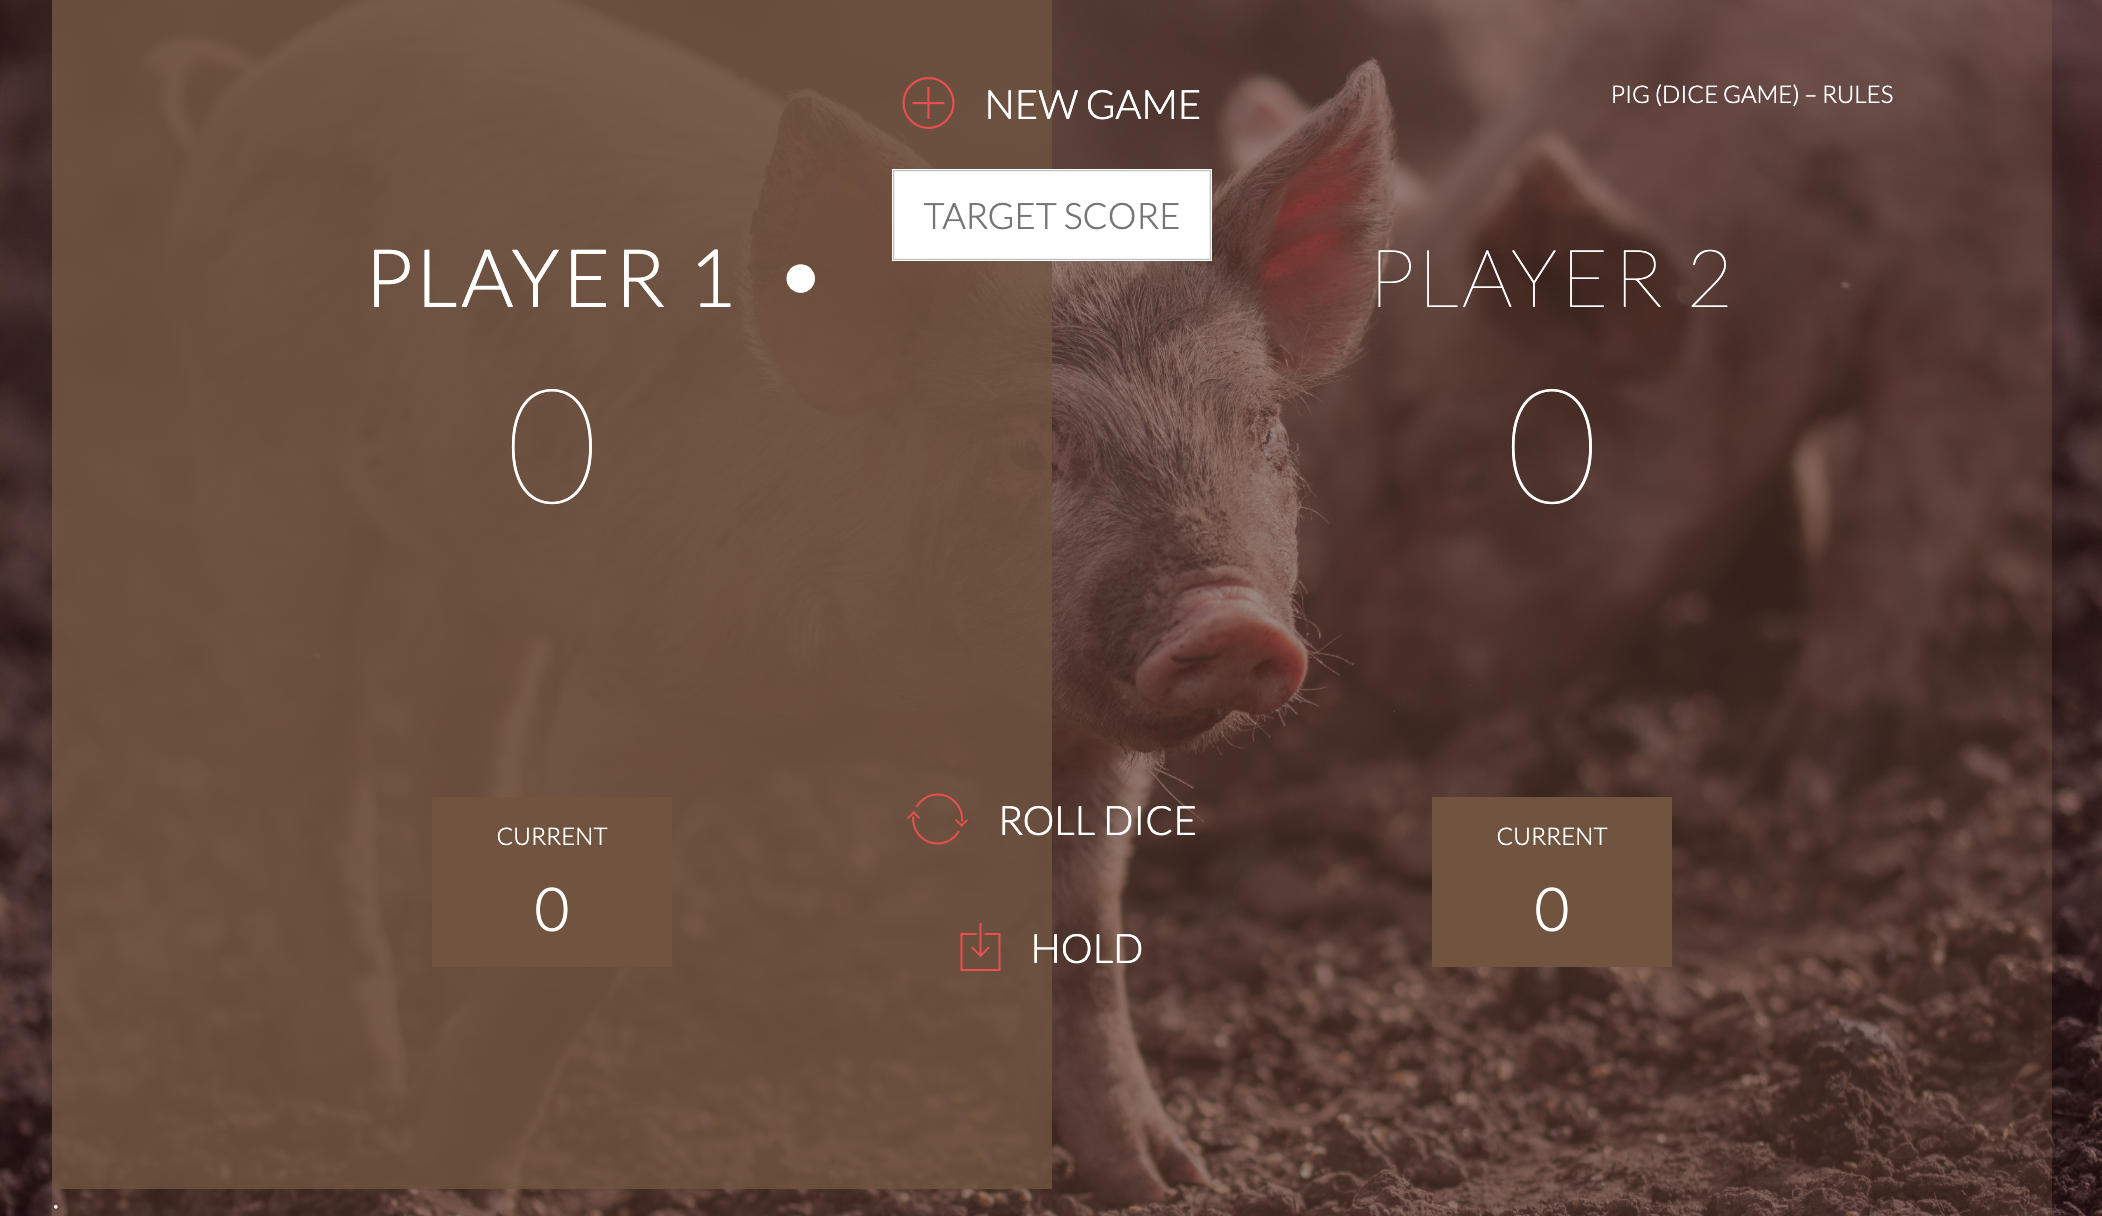 NEW GAME
PIG (DICE GAME) – RULES
TARGET SCORE
PLAYER 1
PLAYER 2
0
0
ROLL DICE
CURRENT
0
CURRENT
0
HOLD